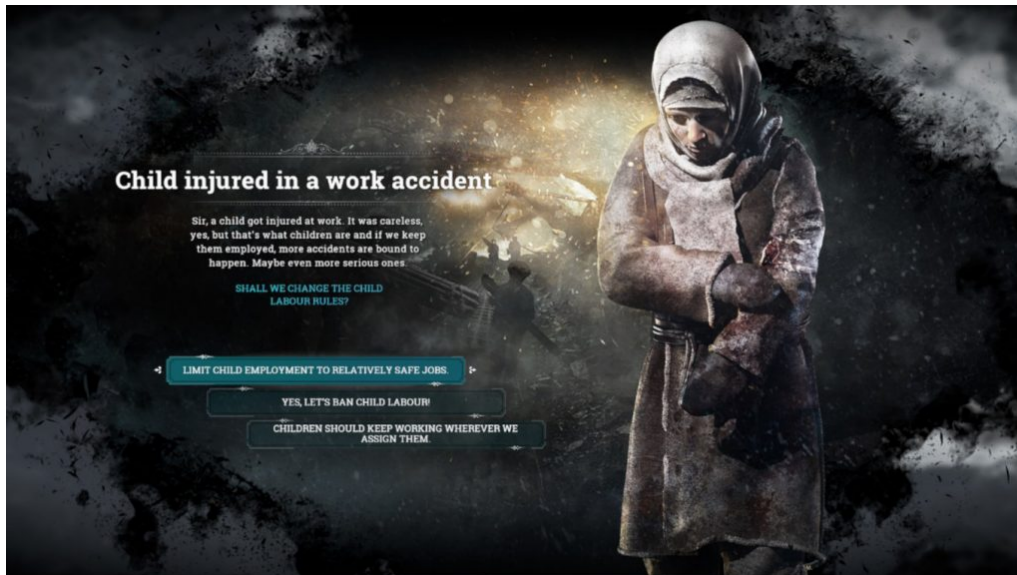 Child injured in a work accident
Sir, a child got injured at work. It was careless,
yes, but that's what children are and if we keep
them employed, more accidents are bound to
happen. Maybe even more serious ones.
SHALL WE CHANGE THE CHILD
LABOUR RULES?
LIMIT CHILD EMPLOYMENT TO RELATIVELY SAFE JOBS.
YES, LET'S BAN CHILD LABOUR!
CHILDREN SHOULD KEEP WORKING WHEREVER WE
ASSIGN THEM.